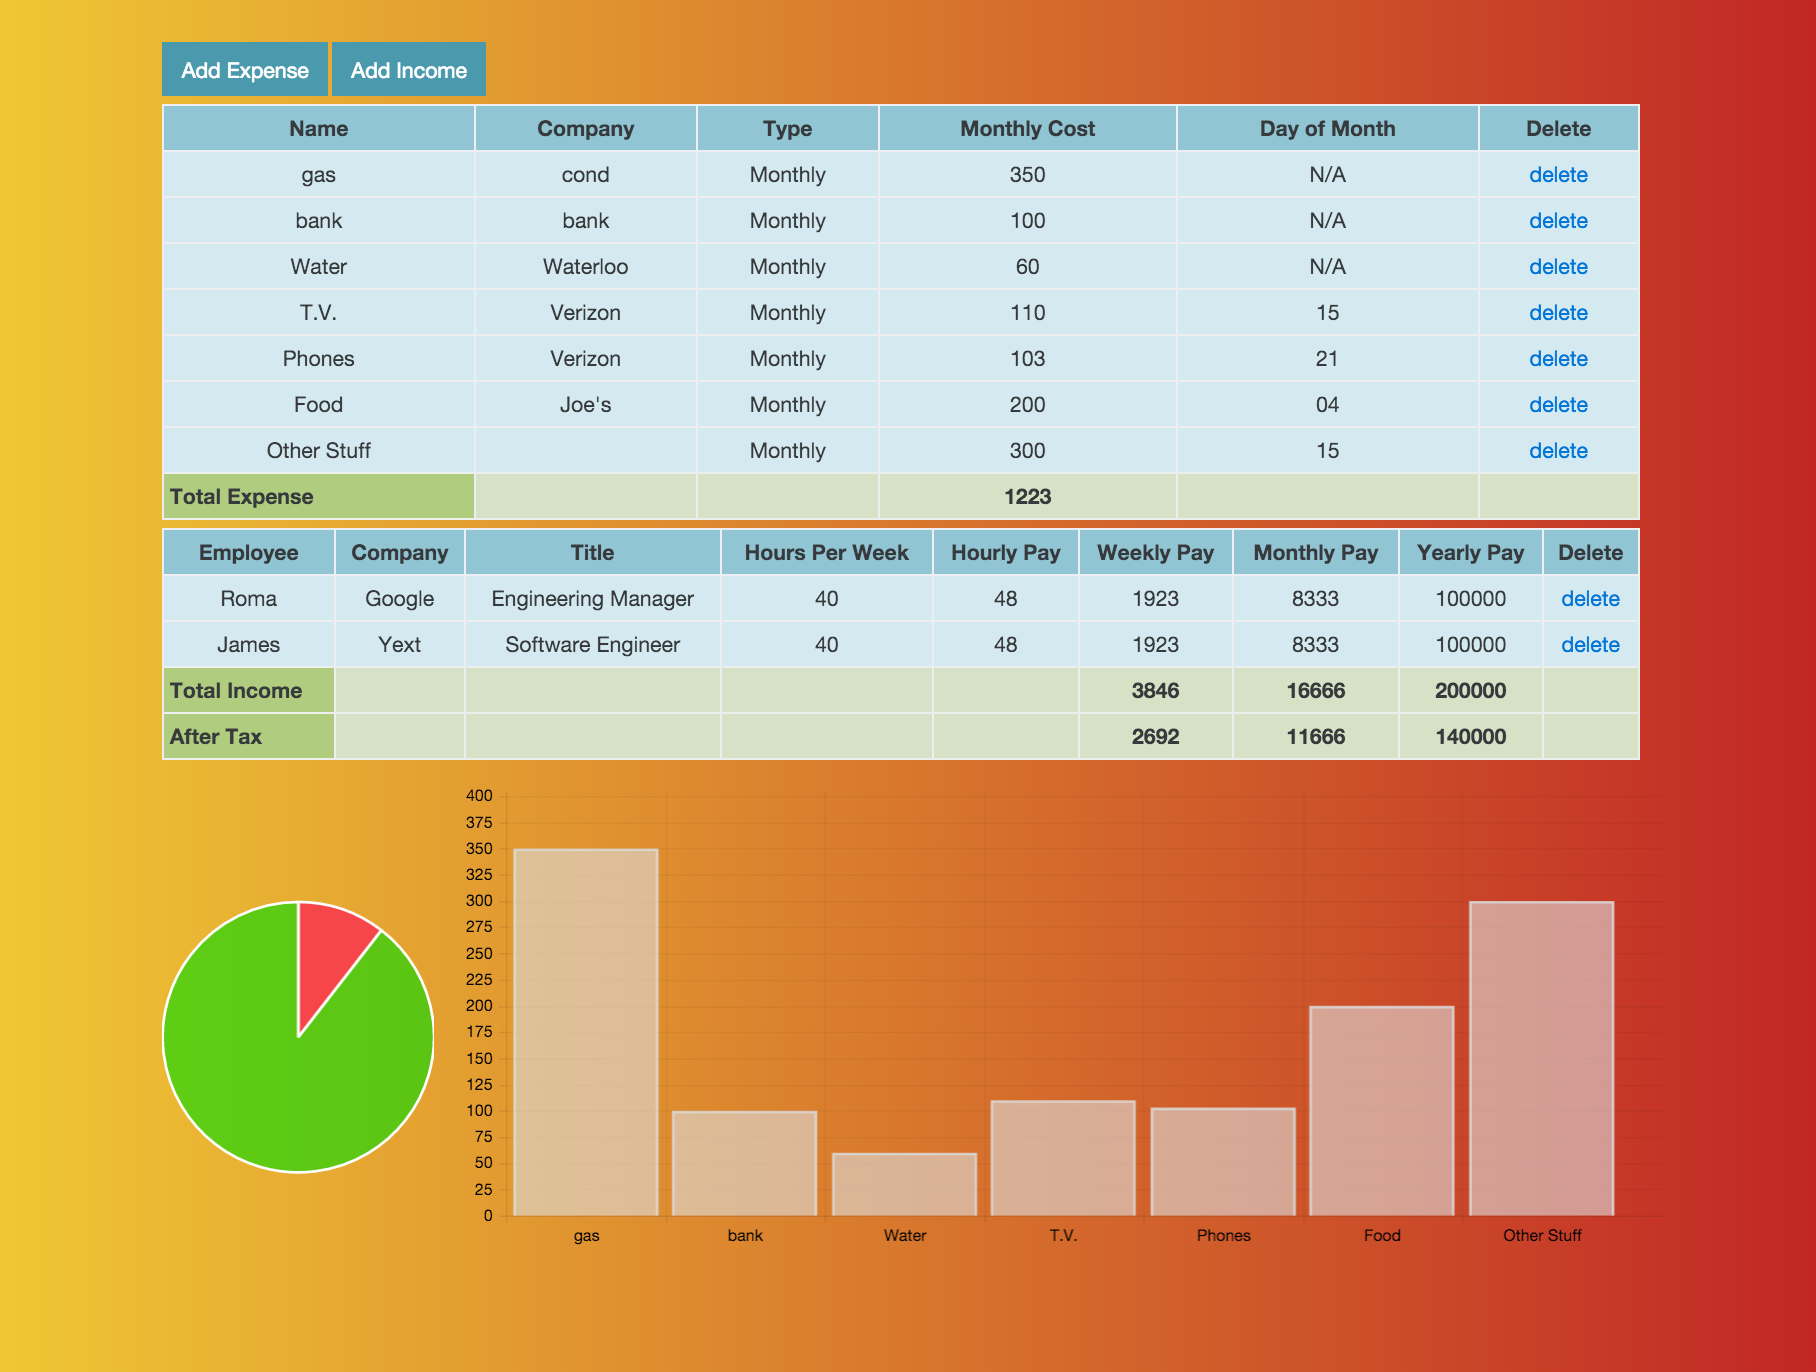 Add Expense Add Income
Name Company Type Monthly Cost Day of Month Delete
gas cond Monthly 350 N/A delete
bank bank Monthly 100 N/A delete
Water Waterloo Monthly 60 N/A delete
T.V. Verizon Monthly 110 15 delete
Phones Verizon Monthly 103 21 delete
Food Joe's Monthly 200 04 delete
Other Stuff Monthly 300 15 delete
Total Expense 1223
Employee Company Title Hours Per Week Hourly Pay Weekly Pay Monthly Pay Yearly Pay Delete
Roma Google Engineering Manager 40 48 1923 8333 100000 delete
James Yext Software Engineer 40 48 1923 8333 100000 delete
Total Income 3846 16666 200000
After Tax 2692 11666 140000
400
375
350
325
300
275
250
225
200
175
150
125
100
75
50
25
0
gas bank Water T.V. Phones Food Other Stuff